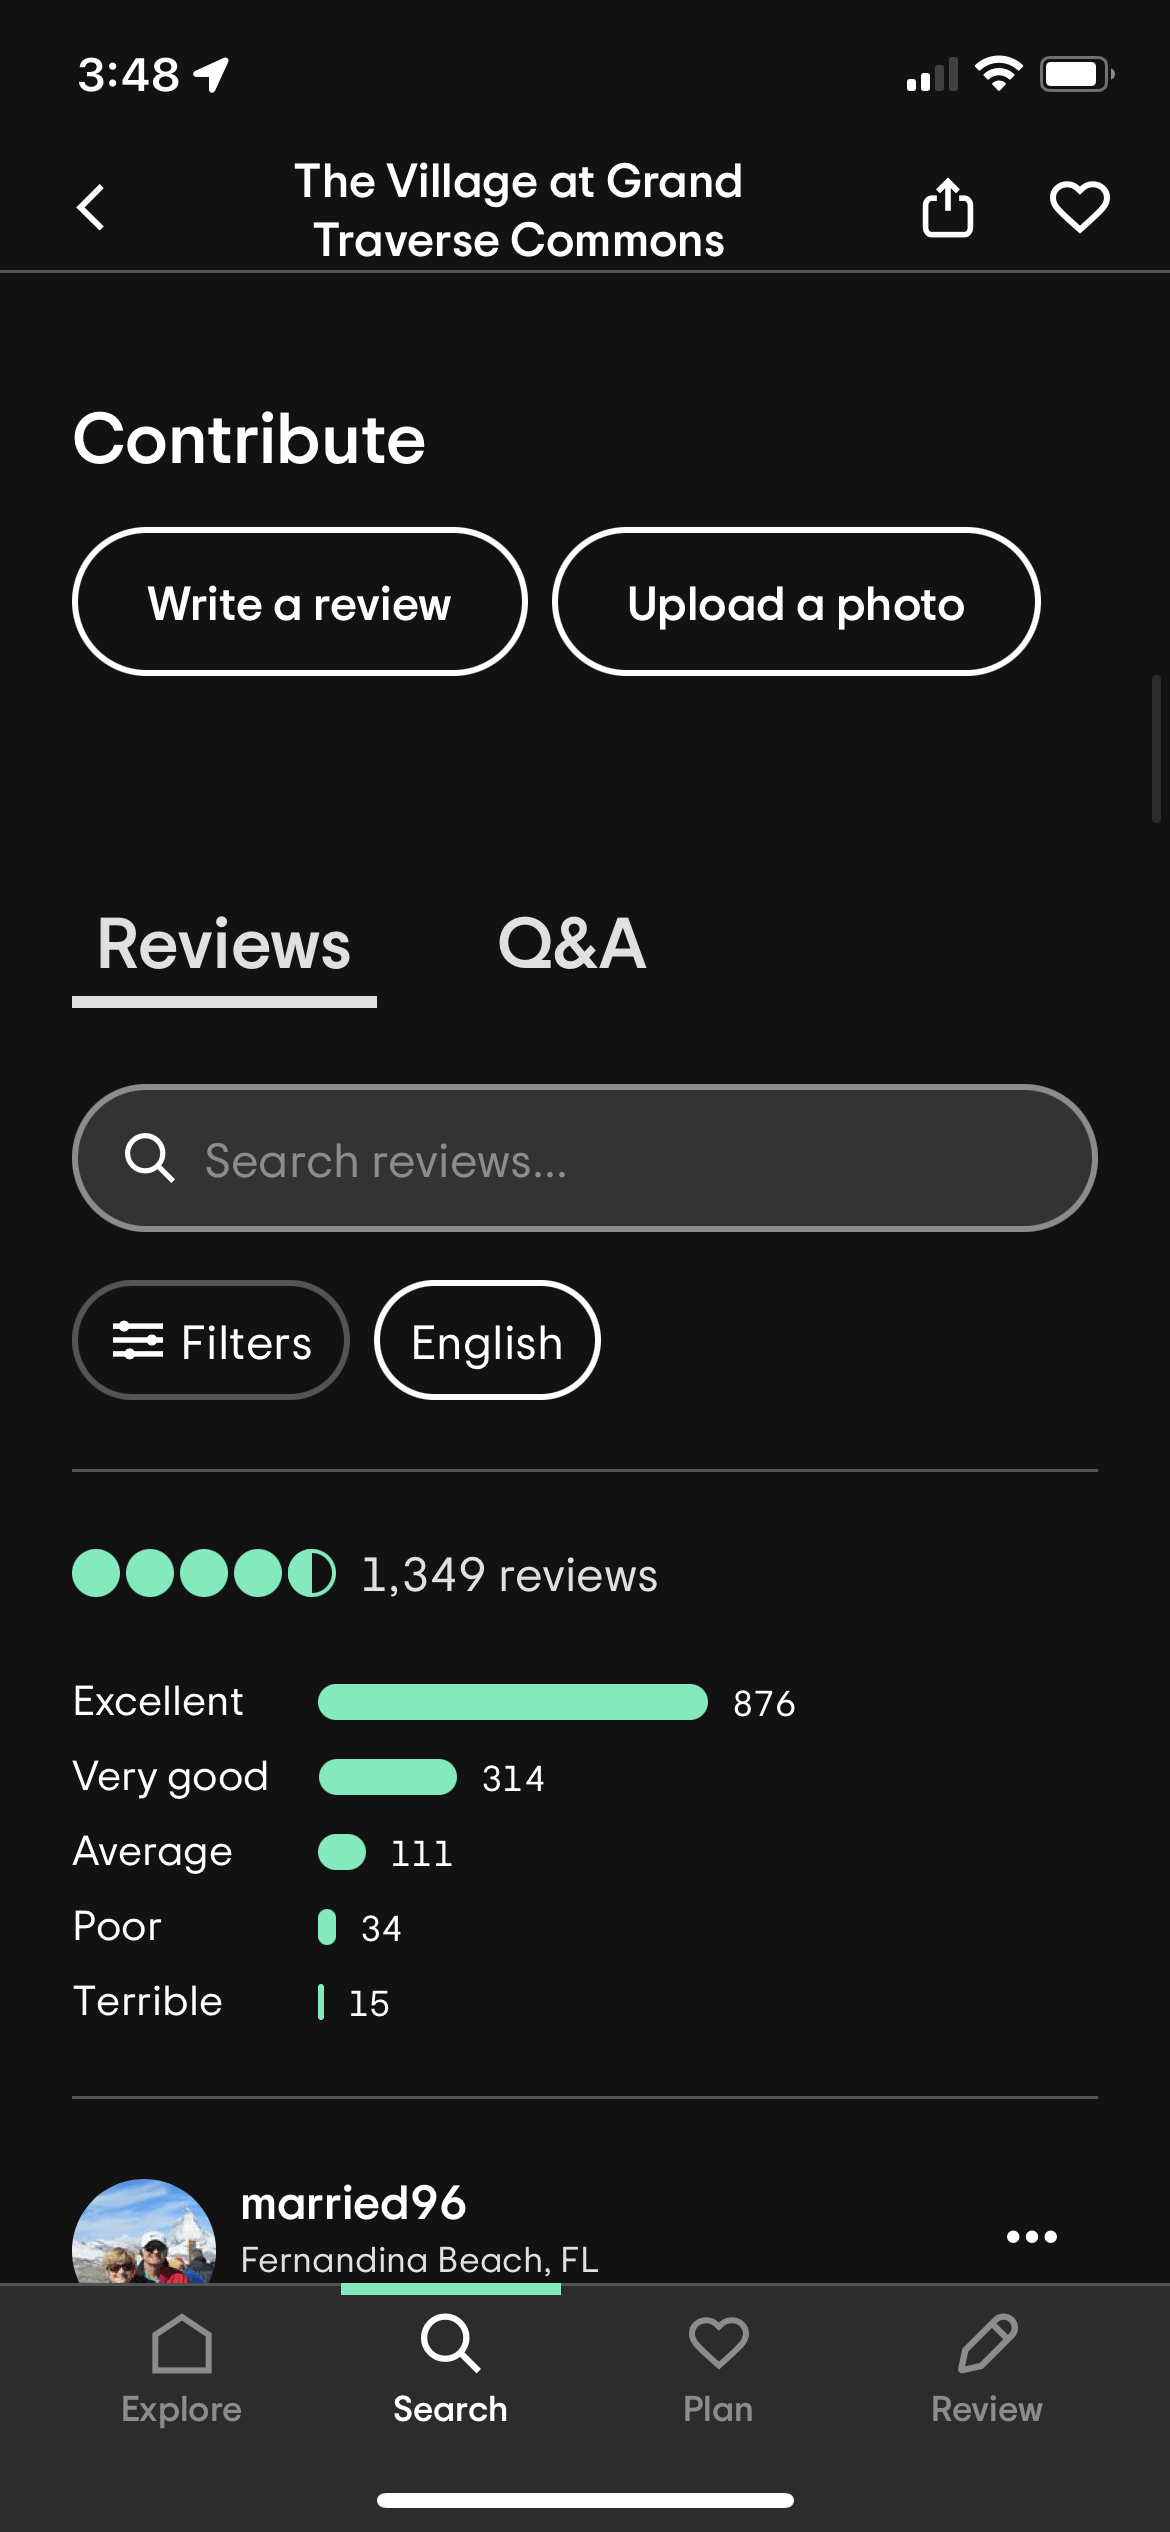 3:48
The Village at Grand
Traverse Commons
Contribute
Write a review
Upload a photo
Reviews
Q&A
Search reviews...
Filters
English
1,349 reviews
Excellent 876
Very good 314
Average 111
Poor 34
Terrible 15
married96
Fernandina Beach, FL
Explore
Search
Plan
Review